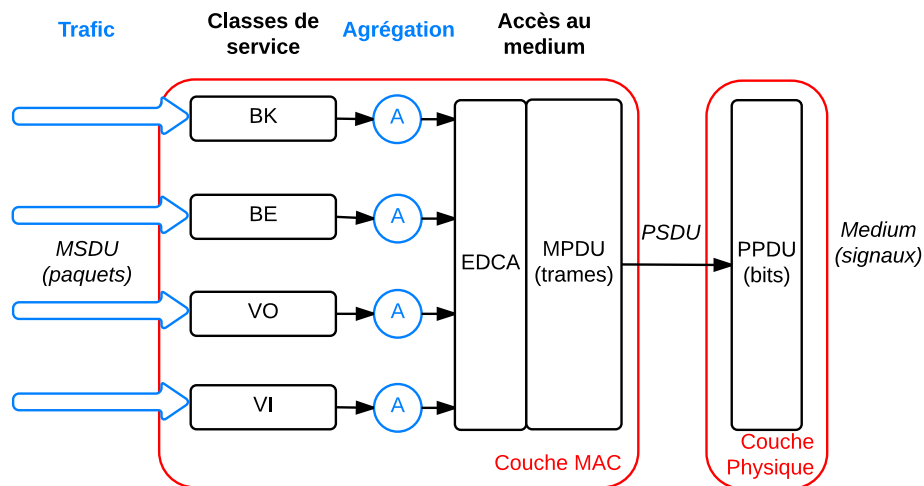 Trafic
Classes de
service
Agrégation
Accès au
medium
BK
A
BE
A
MSDU
(paquets)
EDCA
MPDU
(trames)
PSDU
PPDU
(bits)
Medium
(signaux)
VO
A
VI
A
Couche MAC
Couche
Physique